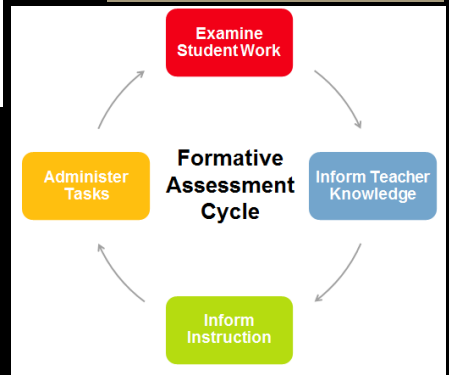 Examine
Student Work
Formative
Assessment
Cycle
Administer
Tasks
Inform Teacher
Knowledge
Inform
Instruction